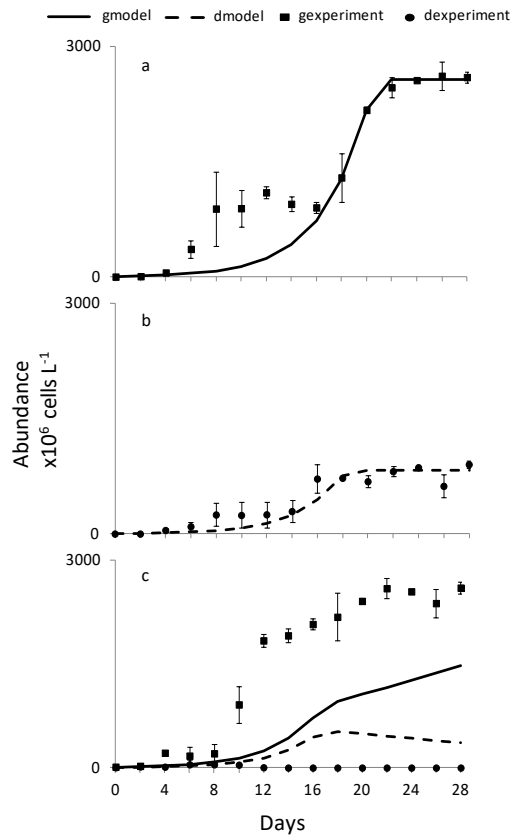 gmodel dmodel gexperiment dexperiment
3000
a
0
3000
b
0
3000
c
0
Abundance
x10⁶ cells L⁻¹
0 4 8 12 16 20 24 28
Days